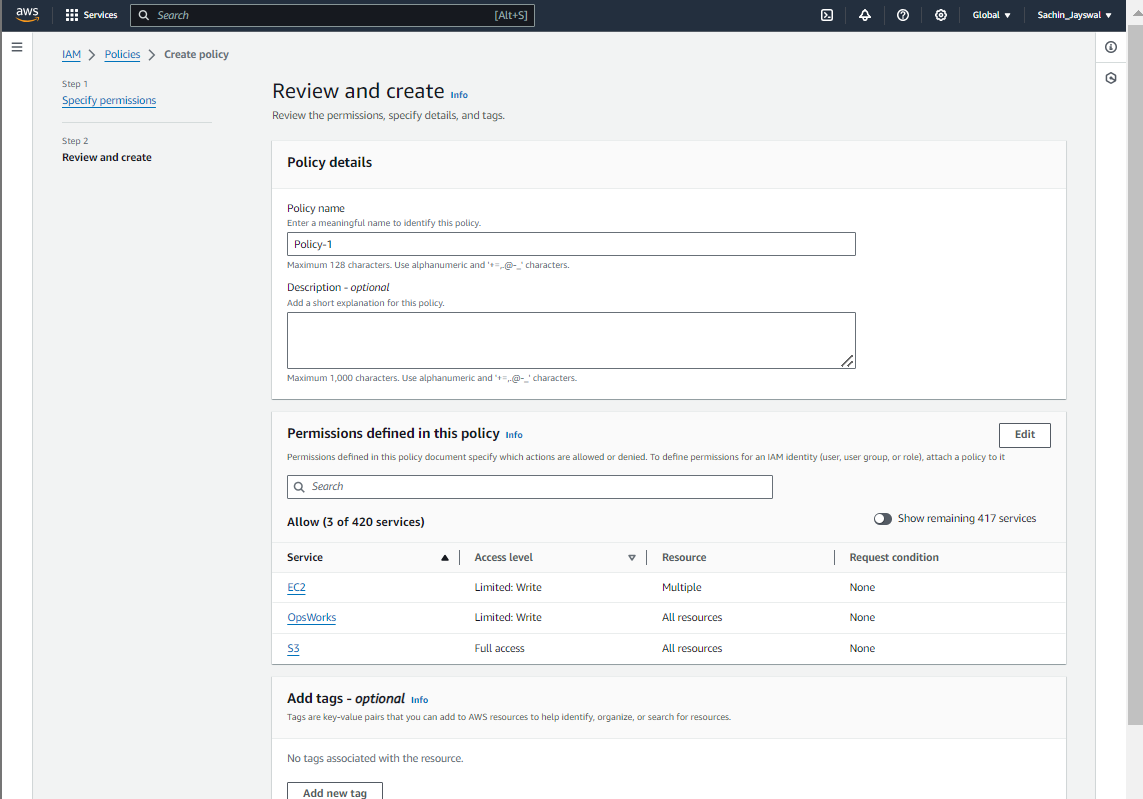 aws
Services
Search
[Alt+S]
Global
Sachin_Jayswal
IAM
Policies
Create policy
Step 1
Specify permissions
Step 2
Review and create
Review and create Info
Review the permissions, specify details, and tags.
Policy details
Policy name
Enter a meaningful name to identify this policy.
Policy-1
Maximum 128 characters. Use alphanumeric and '+=,.@-_' characters.
Description - optional
Add a short explanation for this policy.
Maximum 1,000 characters. Use alphanumeric and '+=,.@-_' characters.
Permissions defined in this policy Info
Edit
Permissions defined in this policy document specify which actions are allowed or denied. To define permissions for an IAM identity (user, user group, or role), attach a policy to it
Search
Allow (3 of 420 services)
Show remaining 417 services
Service Access level Resource Request condition
EC2 Limited: Write Multiple None
OpsWorks Limited: Write All resources None
S3 Full access All resources None
Add tags - optional Info
Tags are key-value pairs that you can add to AWS resources to help identify, organize, or search for resources.
No tags associated with the resource.
Add new tag